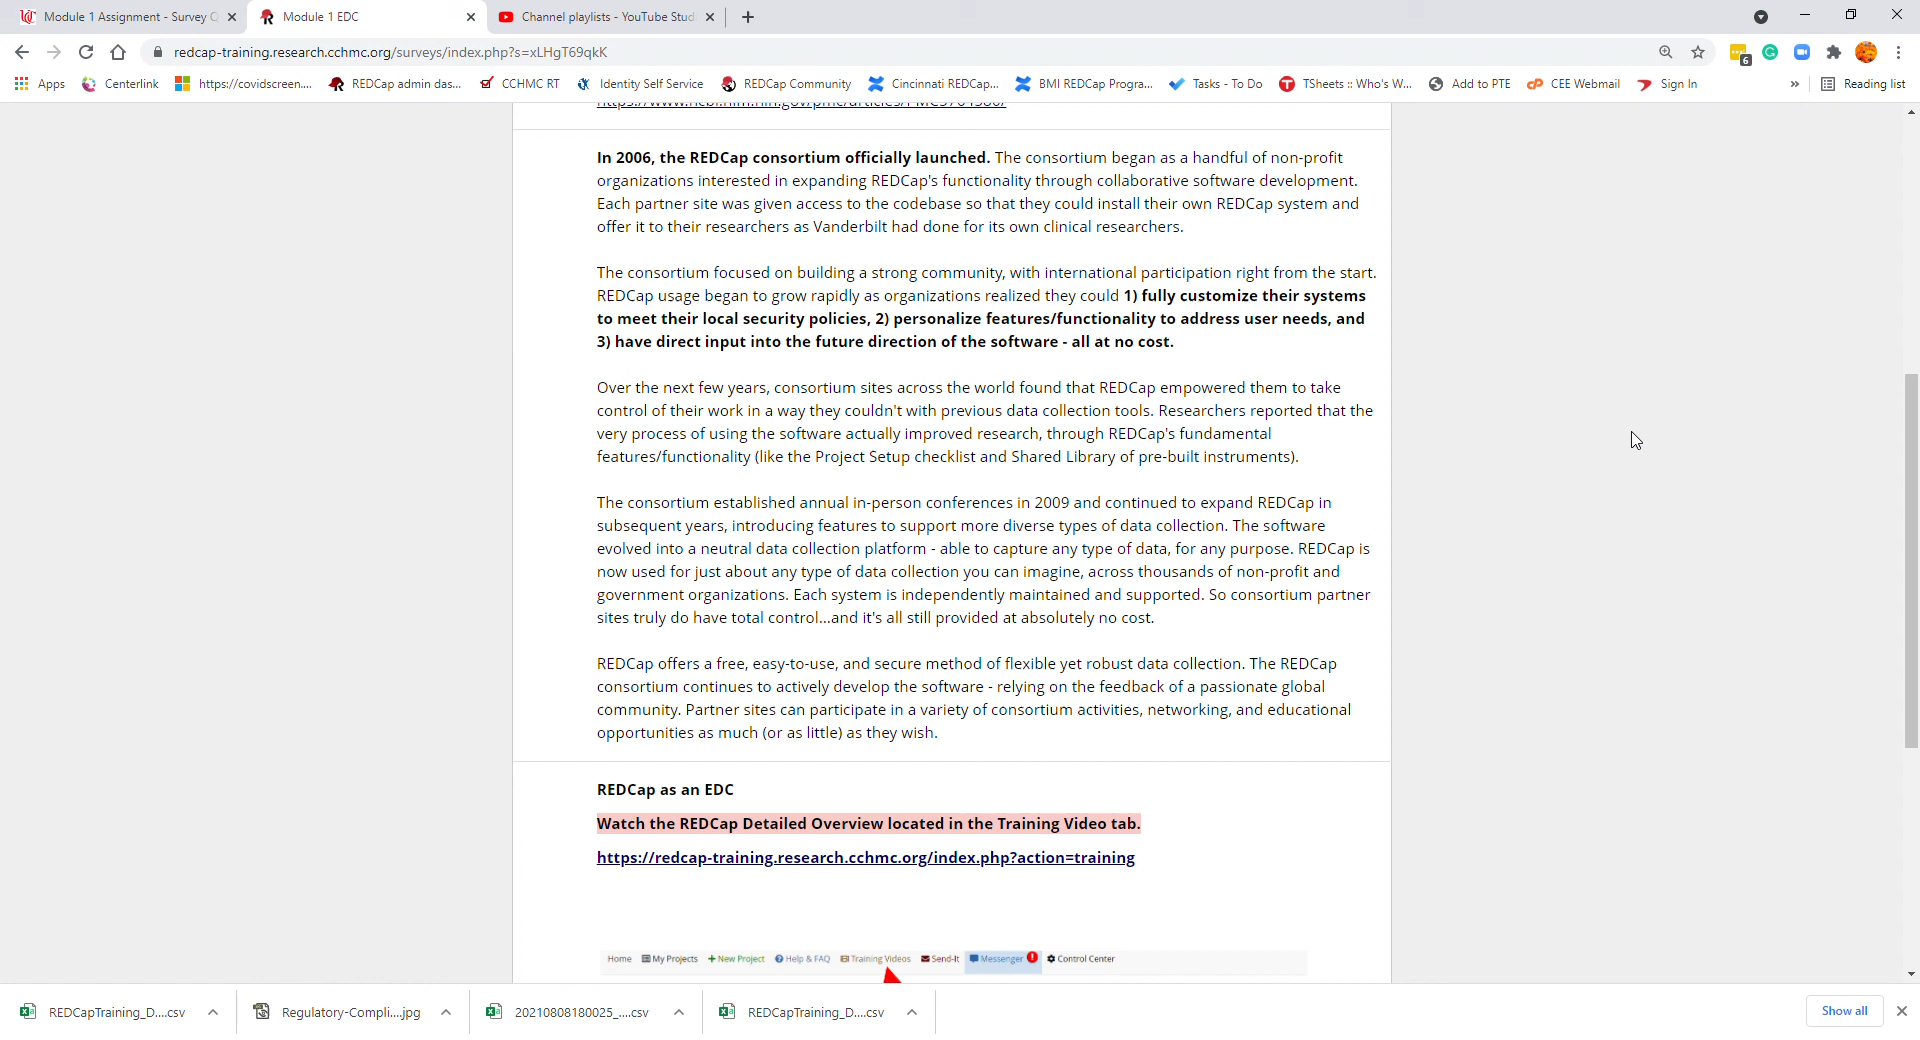 Module 1 Assignment - Survey Q
Module 1 EDC
Channel playlists - YouTube Stud
redcap-training.research.cchmc.org/surveys/index.php?s=xLHgT69qkK
6
Apps
Centerlink
https://covidscreen....
REDCap admin das...
CCHMC RT
Identity Self Service
REDCap Community
Cincinnati REDCap...
BMI REDCap Progra...
Tasks - To Do
TSheets :: Who's W...
Add to PTE
CEE Webmail
Sign In
»
Reading list
In 2006, the REDCap consortium officially launched. The consortium began as a handful of non-profit
organizations interested in expanding REDCap's functionality through collaborative software development.
Each partner site was given access to the codebase so that they could install their own REDCap system and
offer it to their researchers as Vanderbilt had done for its own clinical researchers.
The consortium focused on building a strong community, with international participation right from the start.
REDCap usage began to grow rapidly as organizations realized they could 1) fully customize their systems
to meet their local security policies, 2) personalize features/functionality to address user needs, and
3) have direct input into the future direction of the software - all at no cost.
Over the next few years, consortium sites across the world found that REDCap empowered them to take
control of their work in a way they couldn't with previous data collection tools. Researchers reported that the
very process of using the software actually improved research, through REDCap's fundamental
features/functionality (like the Project Setup checklist and Shared Library of pre-built instruments).
The consortium established annual in-person conferences in 2009 and continued to expand REDCap in
subsequent years, introducing features to support more diverse types of data collection. The software
evolved into a neutral data collection platform - able to capture any type of data, for any purpose. REDCap is
now used for just about any type of data collection you can imagine, across thousands of non-profit and
government organizations. Each system is independently maintained and supported. So consortium partner
sites truly do have total control...and it's all still provided at absolutely no cost.
REDCap offers a free, easy-to-use, and secure method of flexible yet robust data collection. The REDCap
consortium continues to actively develop the software - relying on the feedback of a passionate global
community. Partner sites can participate in a variety of consortium activities, networking, and educational
opportunities as much (or as little) as they wish.
REDCap as an EDC
Watch the REDCap Detailed Overview located in the Training Video tab.
https://redcap-training.research.cchmc.org/index.php?action=training
Home My Projects + New Project Help & FAQ Training Videos Send-It Messenger Control Center
REDCapTraining_D....csv
Regulatory-Compli....jpg
20210808180025_....csv
REDCapTraining_D....csv
Show all